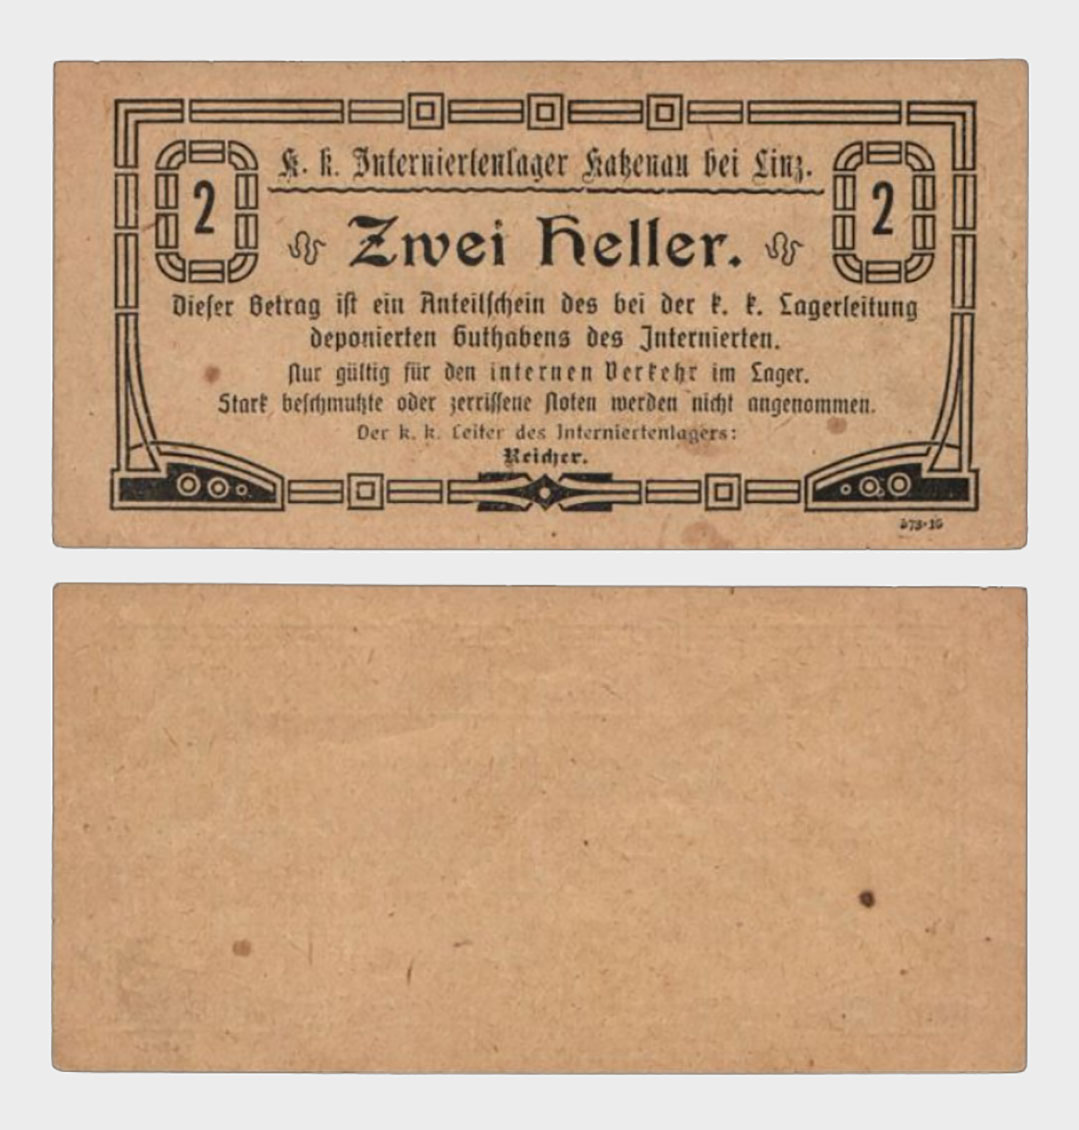 K. k. Interniertenlager Katzenau bei Linz.
2
2
Zwei Heller.
Dieser Betrag ist ein Anteilschein des bei der k. k. Lagerleitung
deponierten Guthabens des Internierten.
Nur gültig für den internen Verkehr im Lager.
Stark beschmutzte oder zerrissene Noten werden nicht angenommen.
Der k. k. Leiter des Interniertenlagers:
Reicher.
573·15